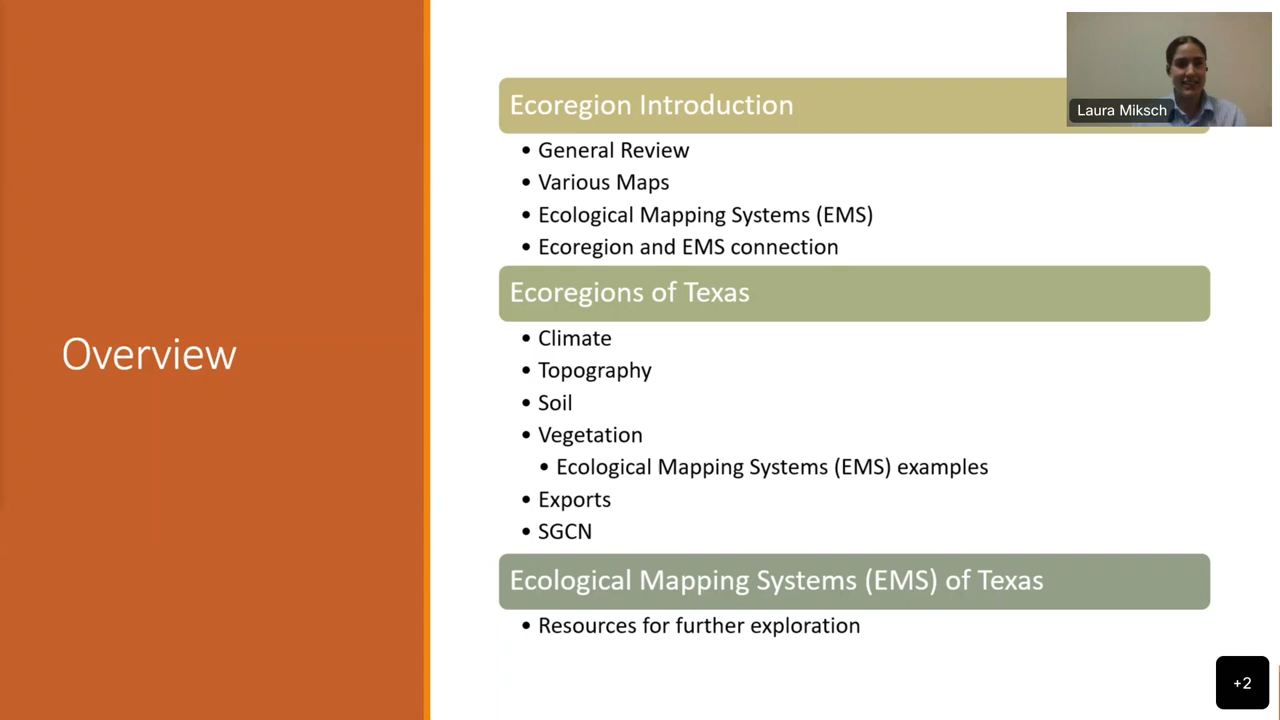 Overview
Ecoregion Introduction
• General Review
• Various Maps
• Ecological Mapping Systems (EMS)
• Ecoregion and EMS connection
Ecoregions of Texas
• Climate
• Topography
• Soil
• Vegetation
• Ecological Mapping Systems (EMS) examples
• Exports
• SGCN
Ecological Mapping Systems (EMS) of Texas
• Resources for further exploration
Laura Miksch
+2